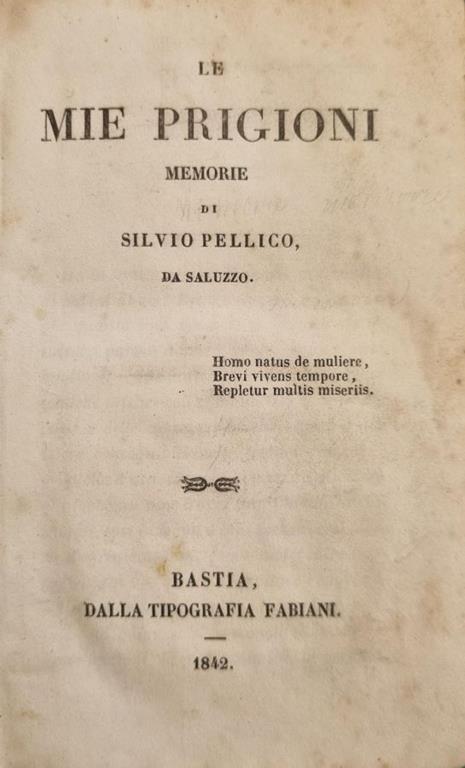 LE
MIE PRIGIONI
MEMORIE
DI
SILVIO PELLICO,
DA SALUZZO.
Homo natus de muliere,
Brevi vivens tempore,
Repletur multis miseriis.
BASTIA,
DALLA TIPOGRAFIA FABIANI.
1842.